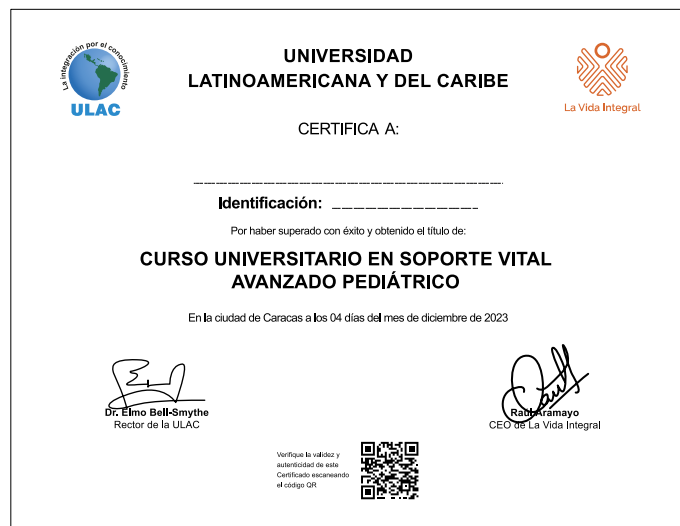 La integración por el conocimiento
ULAC
UNIVERSIDAD
LATINOAMERICANA Y DEL CARIBE
La Vida Integral
CERTIFICA A:
Identificación:
Por haber superado con éxito y obtenido el título de:
CURSO UNIVERSITARIO EN SOPORTE VITAL
AVANZADO PEDIÁTRICO
En la ciudad de Caracas a los 04 días del mes de diciembre de 2023
Dr. Elmo Bell-Smythe
Rector de la ULAC
Raúl Aramayo
CEO de La Vida Integral
Verifique la validez y
autenticidad de este
Certificado escaneando
el código QR